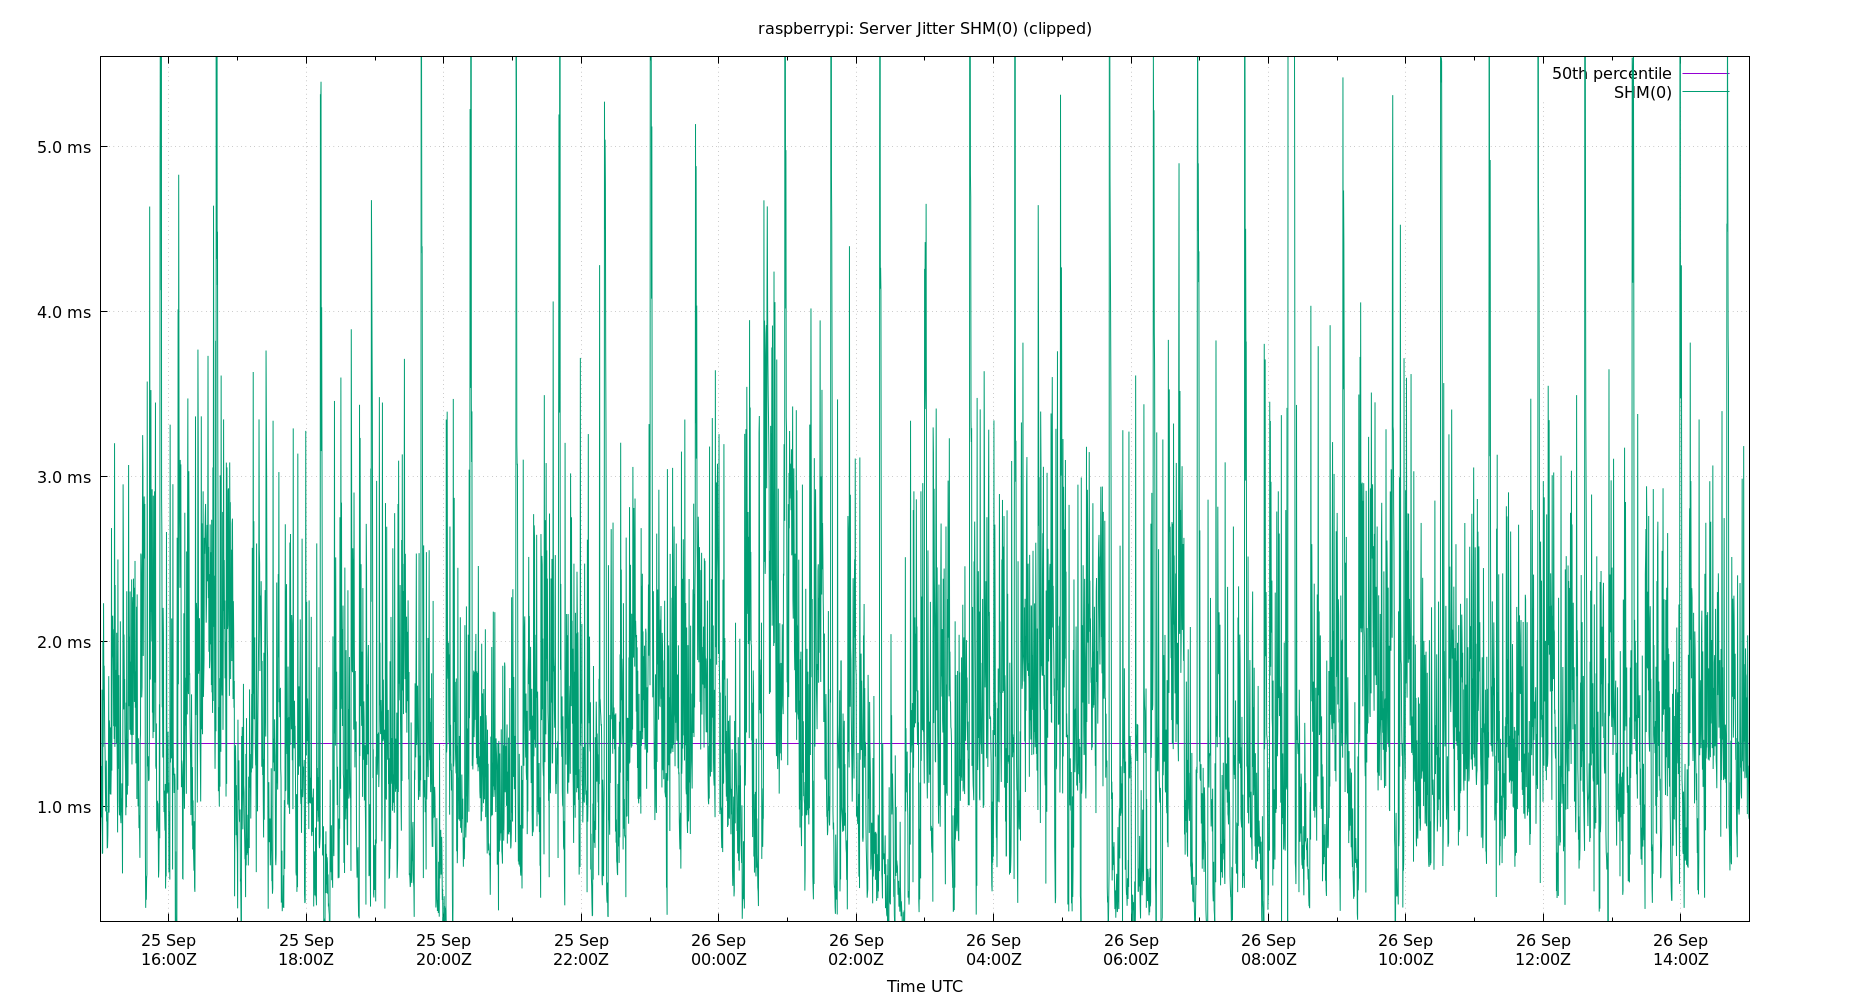 raspberrypi: Server Jitter SHM(0) (clipped)
50th percentile
SHM(0)
5.0 ms
4.0 ms
3.0 ms
2.0 ms
1.0 ms
25 Sep 25 Sep 25 Sep 25 Sep 26 Sep 26 Sep 26 Sep 26 Sep 26 Sep 26 Sep 26 Sep 26 Sep
16:00Z 18:00Z 20:00Z 22:00Z 00:00Z 02:00Z 04:00Z 06:00Z 08:00Z 10:00Z 12:00Z 14:00Z
Time UTC